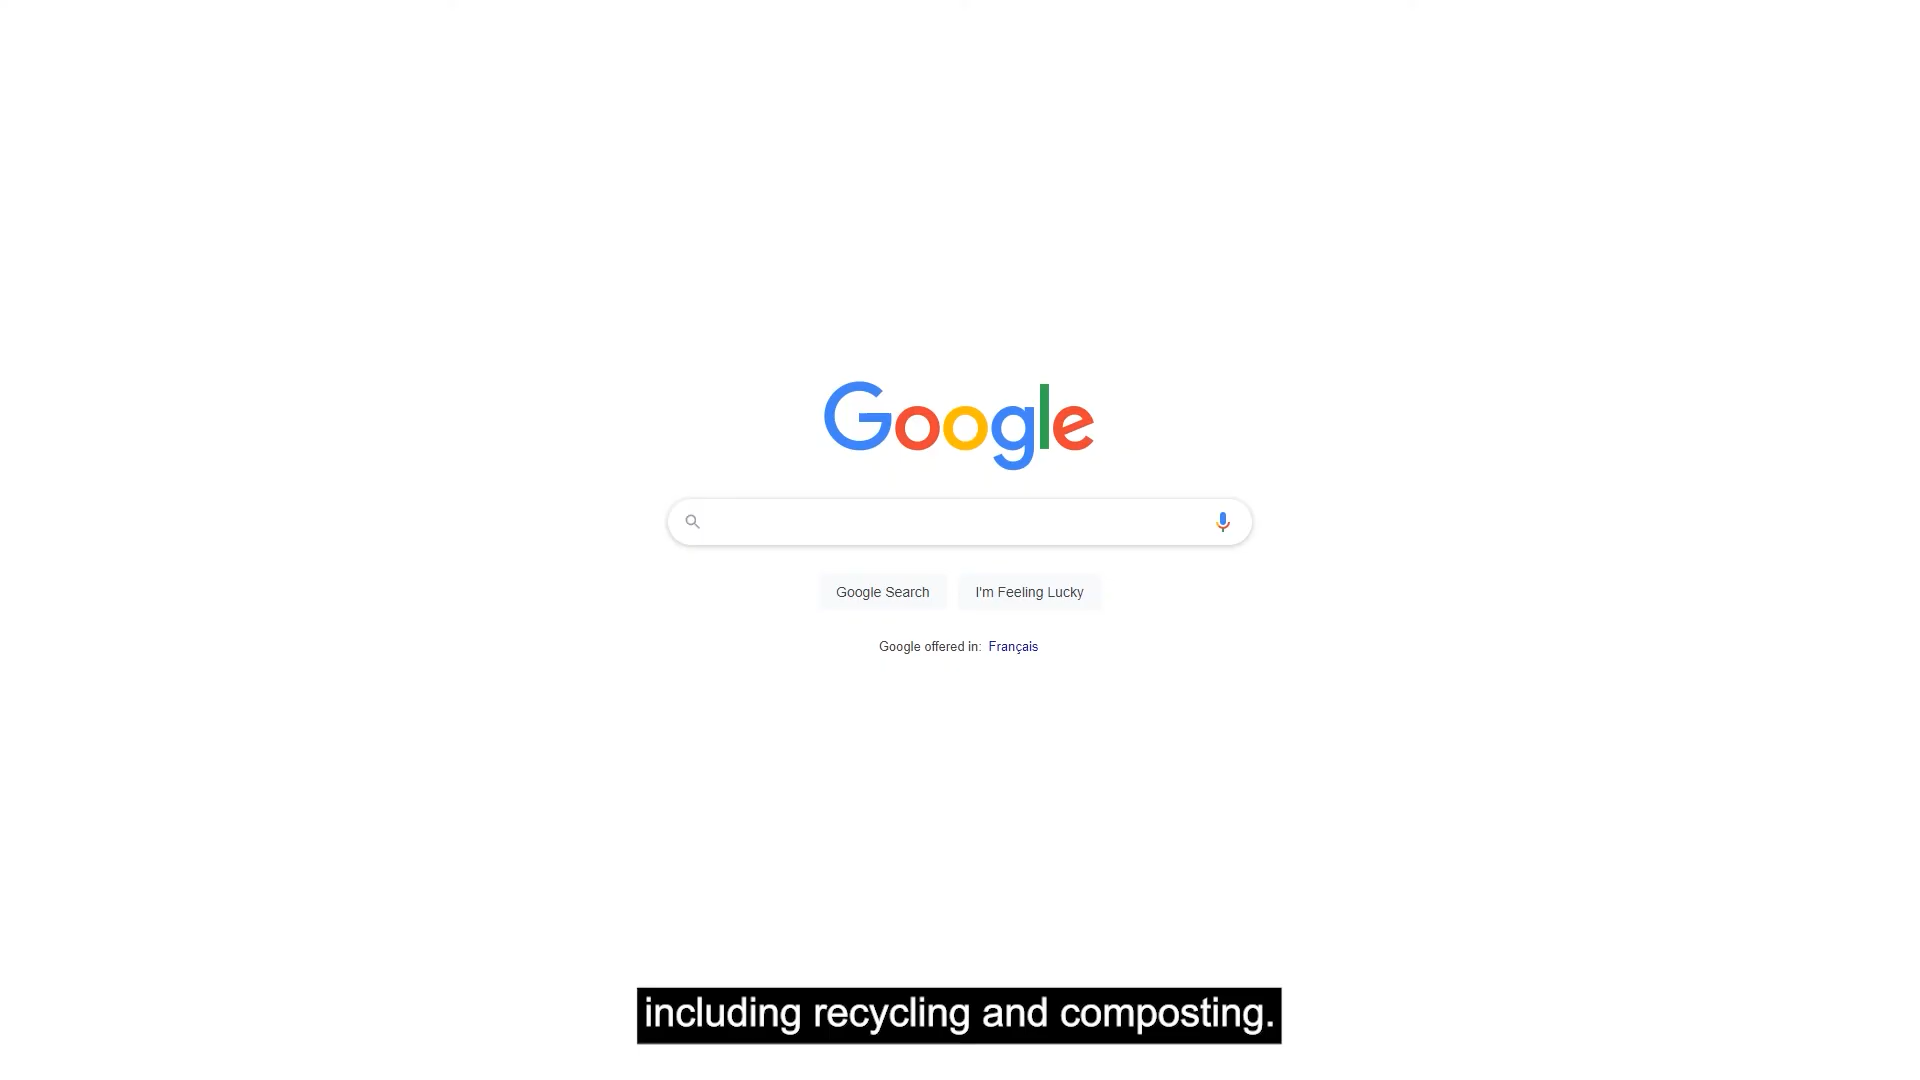 Google
Google Search I'm Feeling Lucky
Google offered in: Français
including recycling and composting.